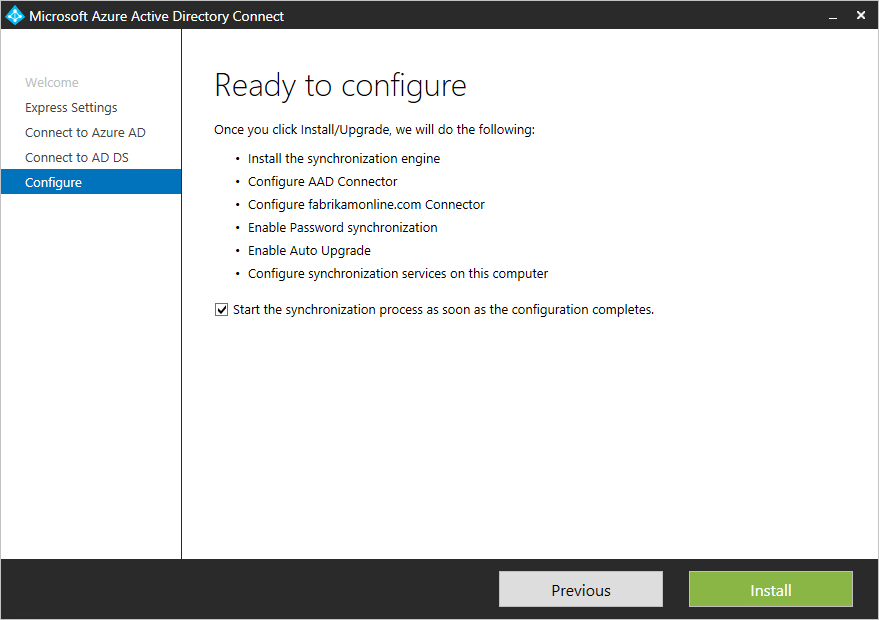 Microsoft Azure Active Directory Connect
Welcome
Express Settings
Connect to Azure AD
Connect to AD DS
Configure
Ready to configure
Once you click Install/Upgrade, we will do the following:
• Install the synchronization engine
• Configure AAD Connector
• Configure fabrikamonline.com Connector
• Enable Password synchronization
• Enable Auto Upgrade
• Configure synchronization services on this computer
Start the synchronization process as soon as the configuration completes.
Previous
Install